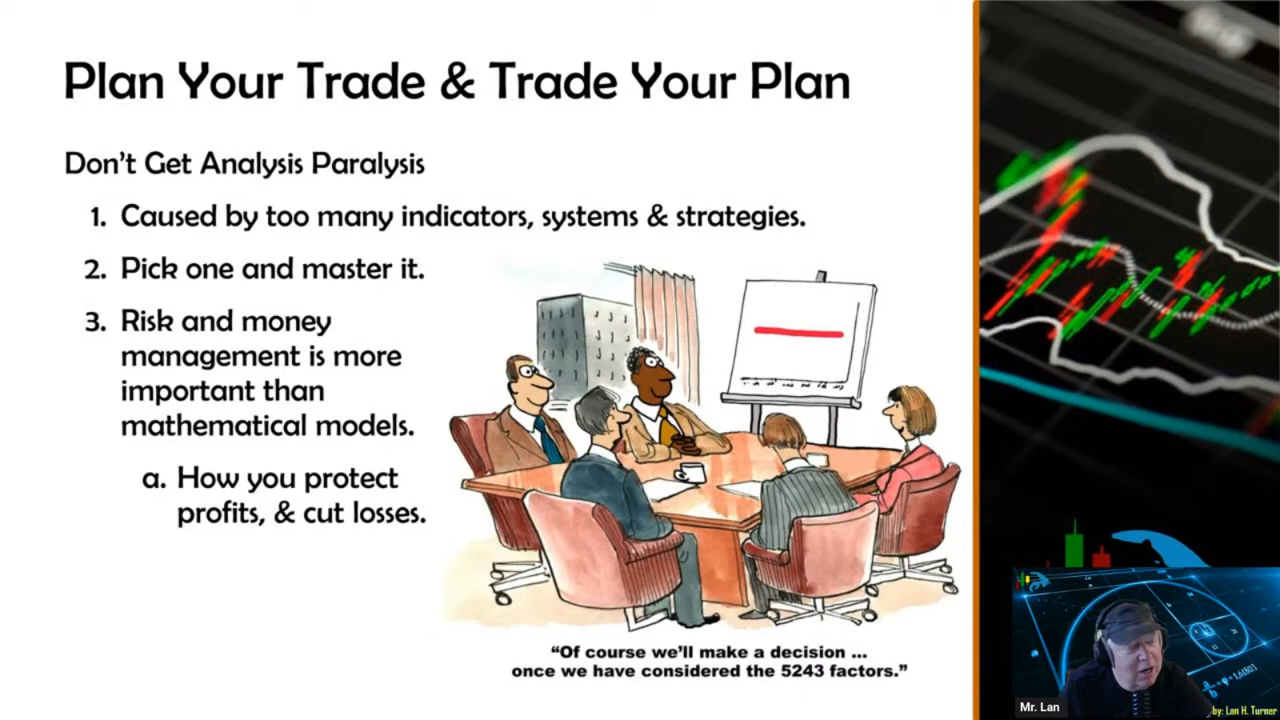 Plan Your Trade & Trade Your Plan
Don't Get Analysis Paralysis
1. Caused by too many indicators, systems & strategies.
2. Pick one and master it.
3. Risk and money
management is more
important than
mathematical models.
a. How you protect
profits, & cut losses.
"Of course we'll make a decision ...
once we have considered the 5243 factors."
Mr. Lan
by: Lan H. Turner